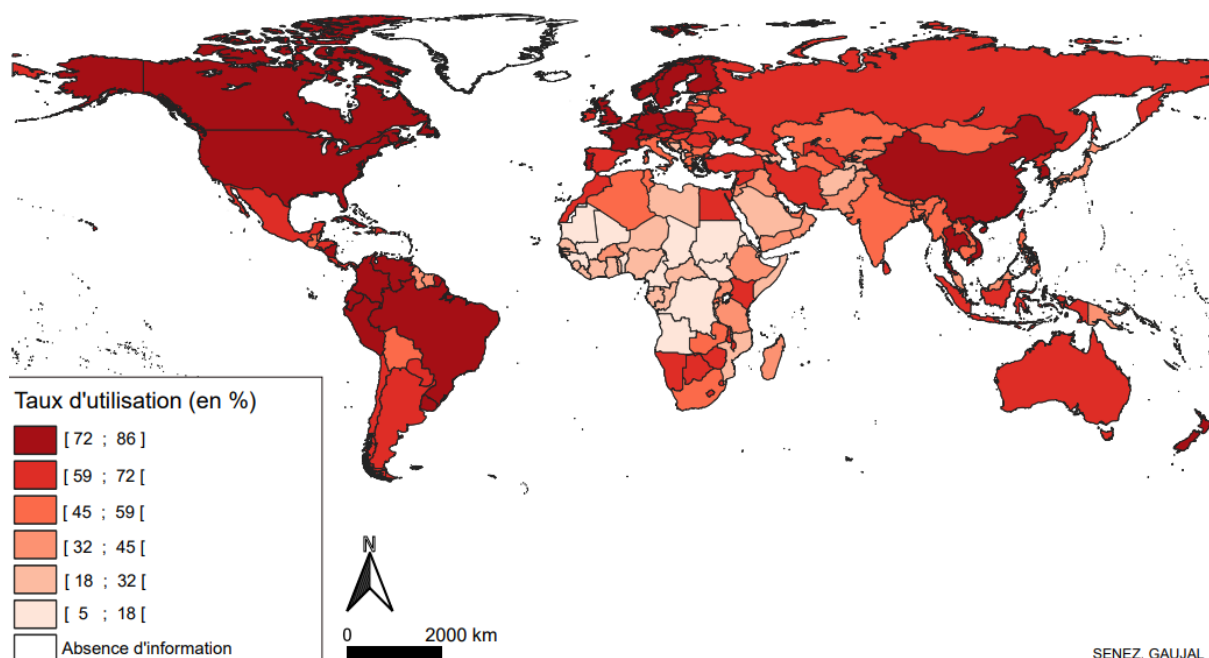 Taux d'utilisation (en %)
[ 72 ; 86 ]
[ 59 ; 72 [
[ 45 ; 59 [
[ 32 ; 45 [
[ 18 ; 32 [
[ 5 ; 18 [
Absence d'information
N
0 2000 km
SENEZ, GAUJAL